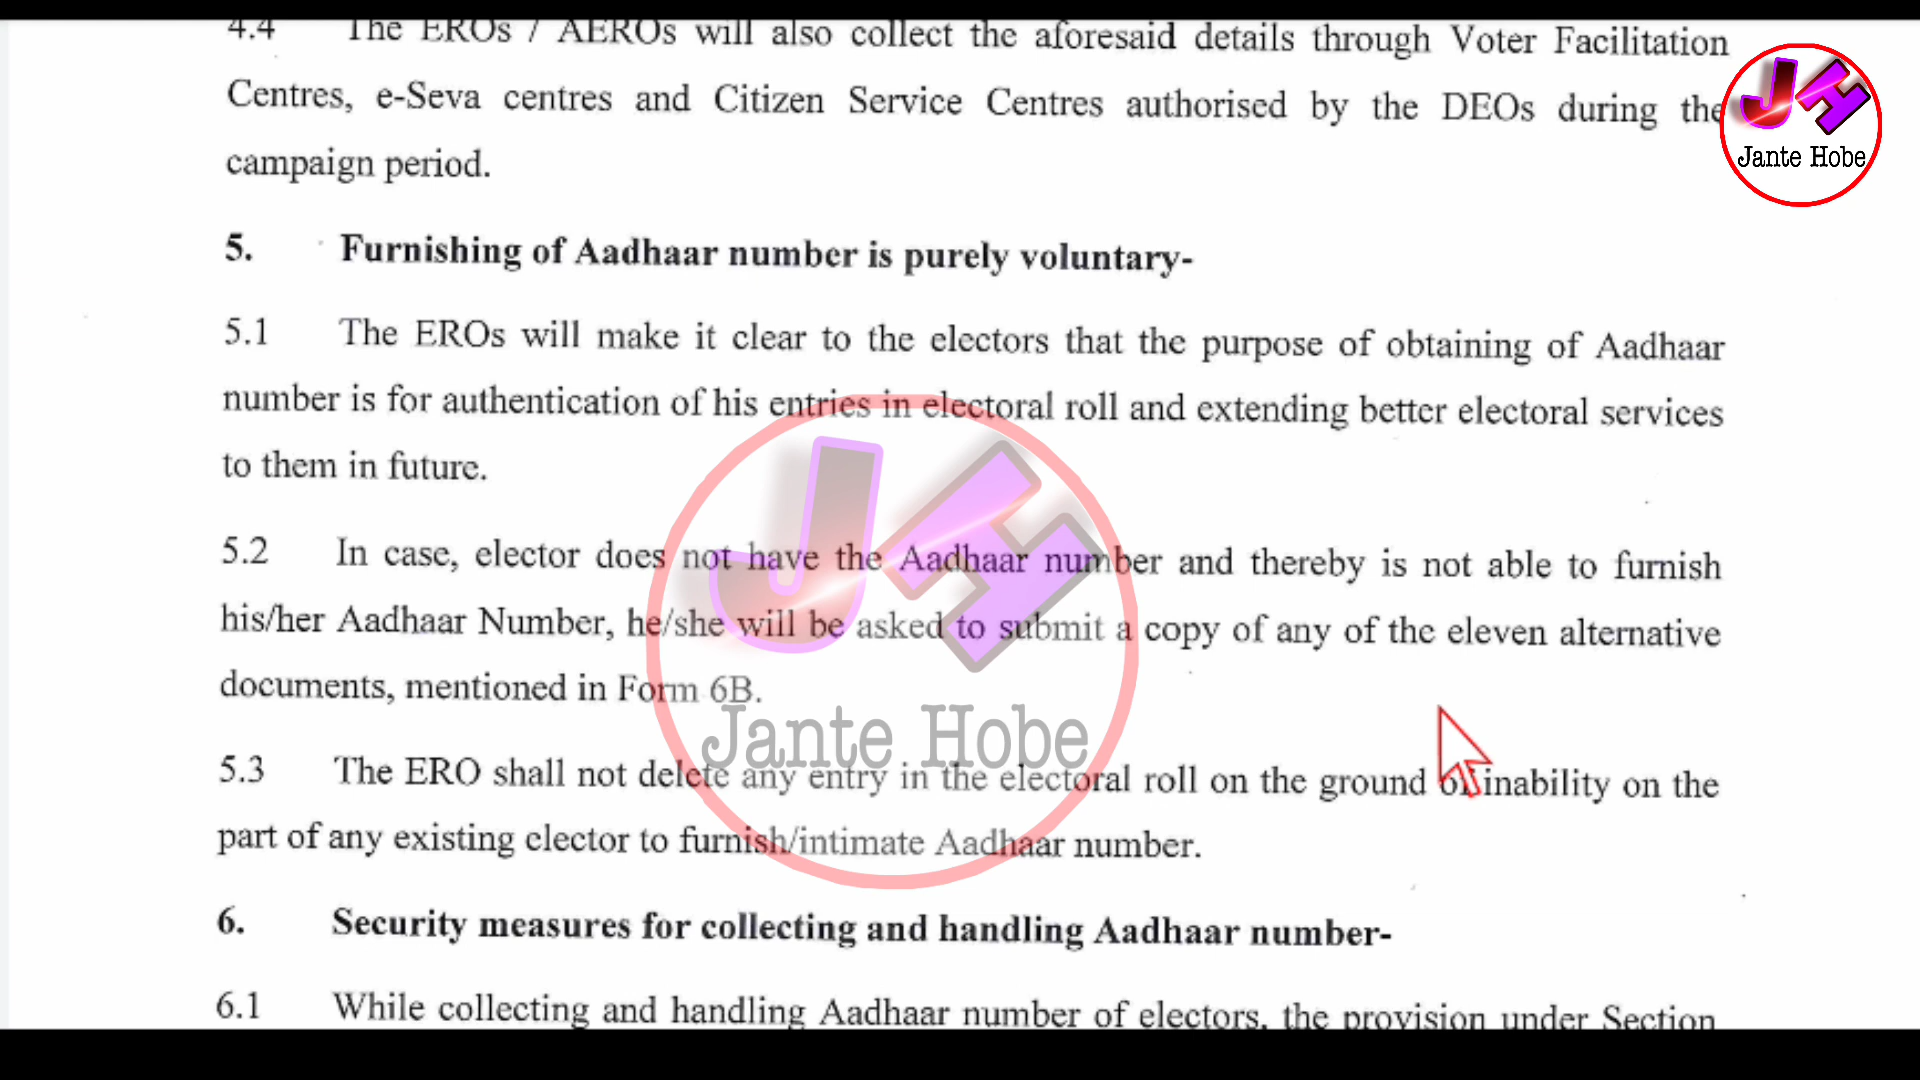 4.4 The EROs / AEROs will also collect the aforesaid details through Voter Facilitation
Centres, e-Seva centres and Citizen Service Centres authorised by the DEOs during the
campaign period.
JH
Jante Hobe
5. Furnishing of Aadhaar number is purely voluntary-
5.1 The EROs will make it clear to the electors that the purpose of obtaining of Aadhaar
number is for authentication of his entries in electoral roll and extending better electoral services
to them in future.
5.2 In case, elector does not have the Aadhaar number and thereby is not able to furnish
his/her Aadhaar Number, he/she will be asked to submit a copy of any of the eleven alternative
documents, mentioned in Form 6B.
JH
Jante Hobe
5.3 The ERO shall not delete any entry in the electoral roll on the ground of inability on the
part of any existing elector to furnish/intimate Aadhaar number.
6. Security measures for collecting and handling Aadhaar number-
6.1 While collecting and handling Aadhaar number of electors, the provision under Section